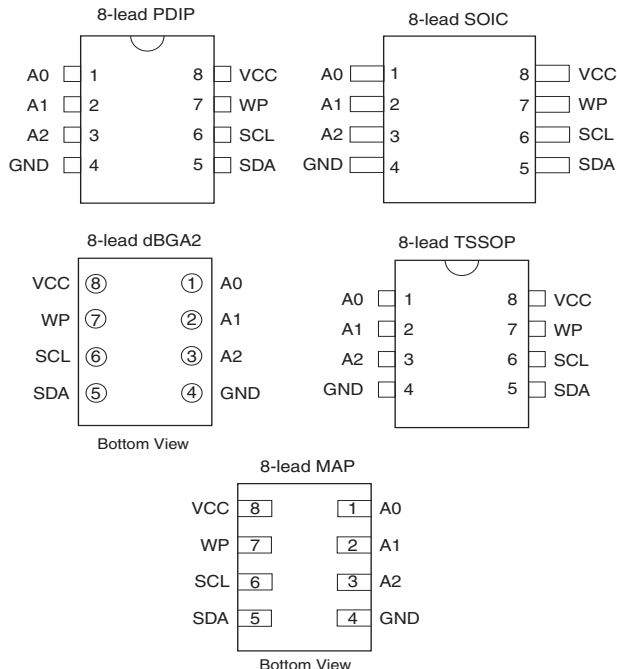 8-lead PDIP
A0 1 8 VCC
A1 2 7 WP
A2 3 6 SCL
GND 4 5 SDA
8-lead SOIC
A0 1 8 VCC
A1 2 7 WP
A2 3 6 SCL
GND 4 5 SDA
8-lead dBGA2
VCC 8 1 A0
WP 7 2 A1
SCL 6 3 A2
SDA 5 4 GND
Bottom View
8-lead TSSOP
A0 1 8 VCC
A1 2 7 WP
A2 3 6 SCL
GND 4 5 SDA
8-lead MAP
VCC 8 1 A0
WP 7 2 A1
SCL 6 3 A2
SDA 5 4 GND
Bottom View